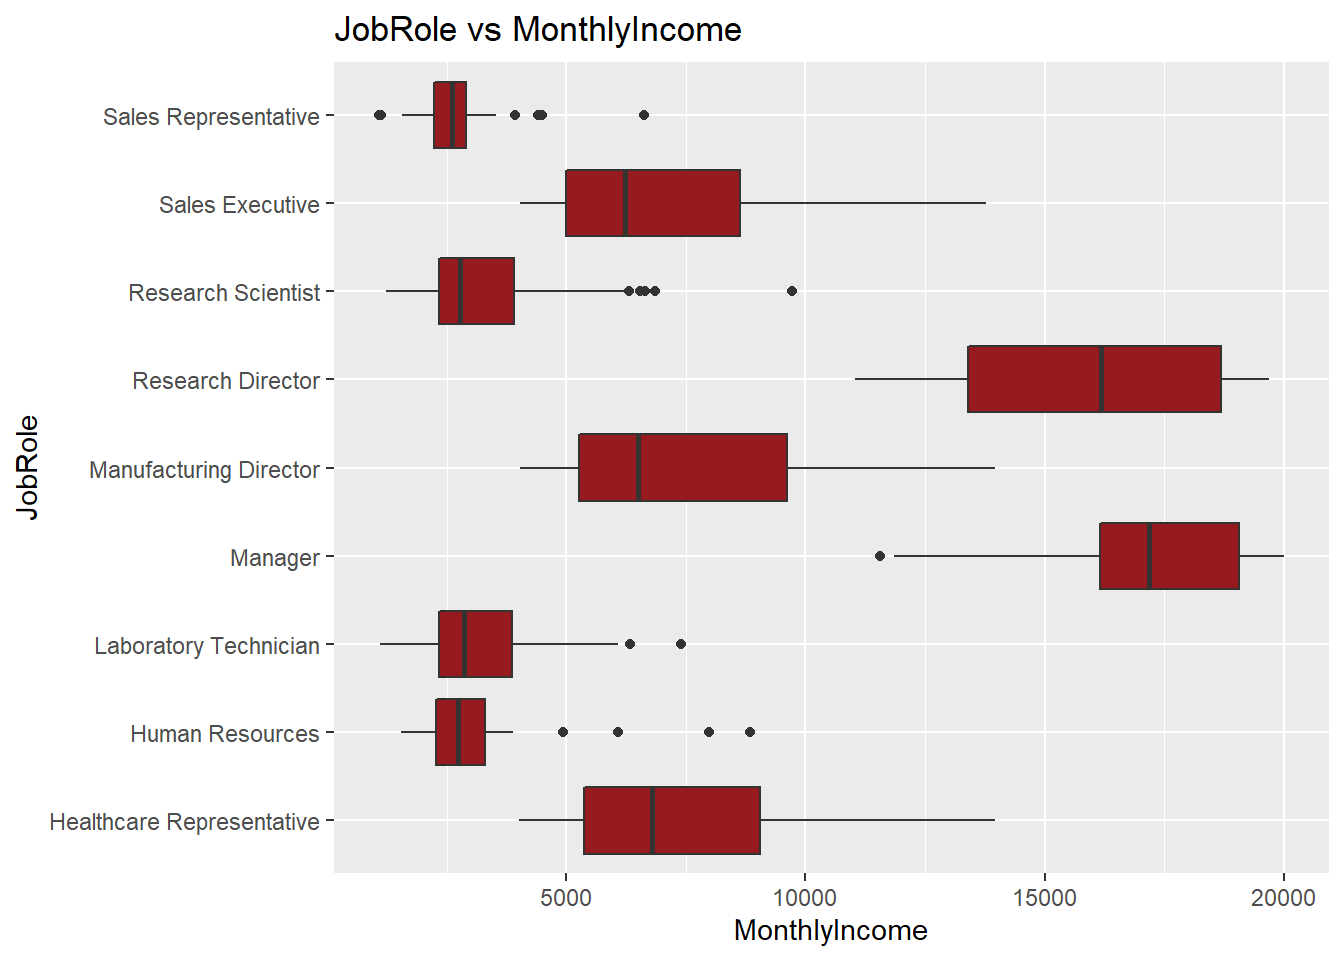 JobRole vs MonthlyIncome
Sales Representative
Sales Executive
Research Scientist
Research Director
Manufacturing Director
Manager
Laboratory Technician
Human Resources
Healthcare Representative
JobRole
5000 10000 15000 20000
MonthlyIncome